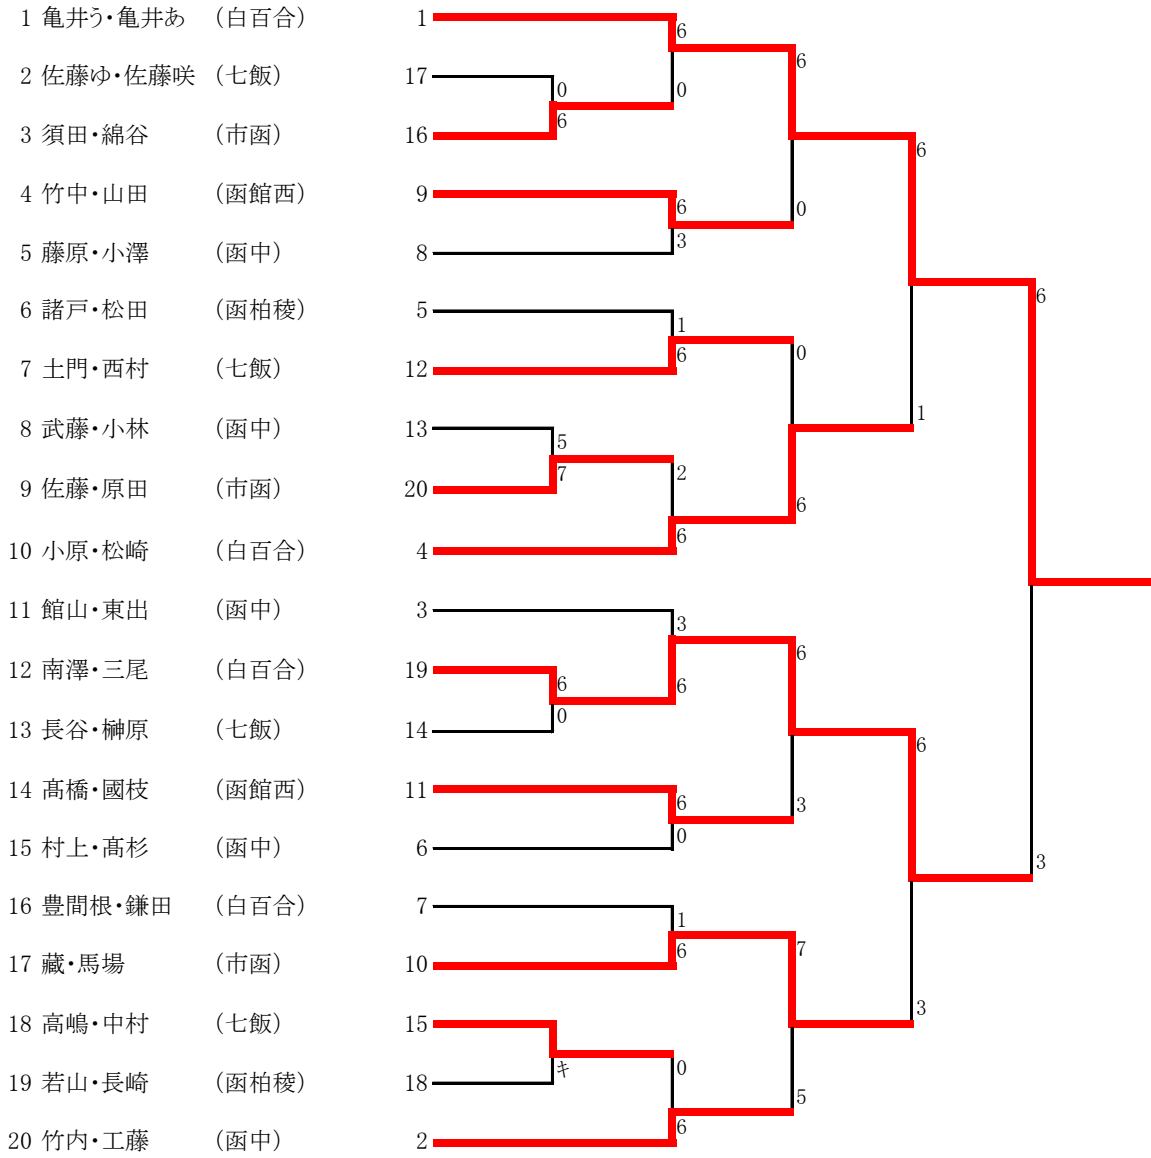 1 亀井う・亀井あ （白百合） 1
6
6
2 佐藤ゆ・佐藤咲 （七飯） 17
0
0
6
3 須田・綿谷 （市函） 16
6
4 竹中・山田 （函館西） 9
6
0
3
5 藤原・小澤 （函中） 8
6
6 諸戸・松田 （函柏稜） 5
1
6
0
7 土門・西村 （七飯） 12
1
8 武藤・小林 （函中） 13
5
7
2
9 佐藤・原田 （市函） 20
6
6
10 小原・松崎 （白百合） 4
11 館山・東出 （函中） 3
3
6
12 南澤・三尾 （白百合） 19
6
6
0
13 長谷・榊原 （七飯） 14
6
14 髙橋・國枝 （函館西） 11
6
3
0
15 村上・髙杉 （函中） 6
3
16 豊間根・鎌田 （白百合） 7
1
6
7
17 藏・馬場 （市函） 10
3
18 高嶋・中村 （七飯） 15
キ
0
19 若山・長崎 （函柏稜） 18
5
6
20 竹内・工藤 （函中） 2